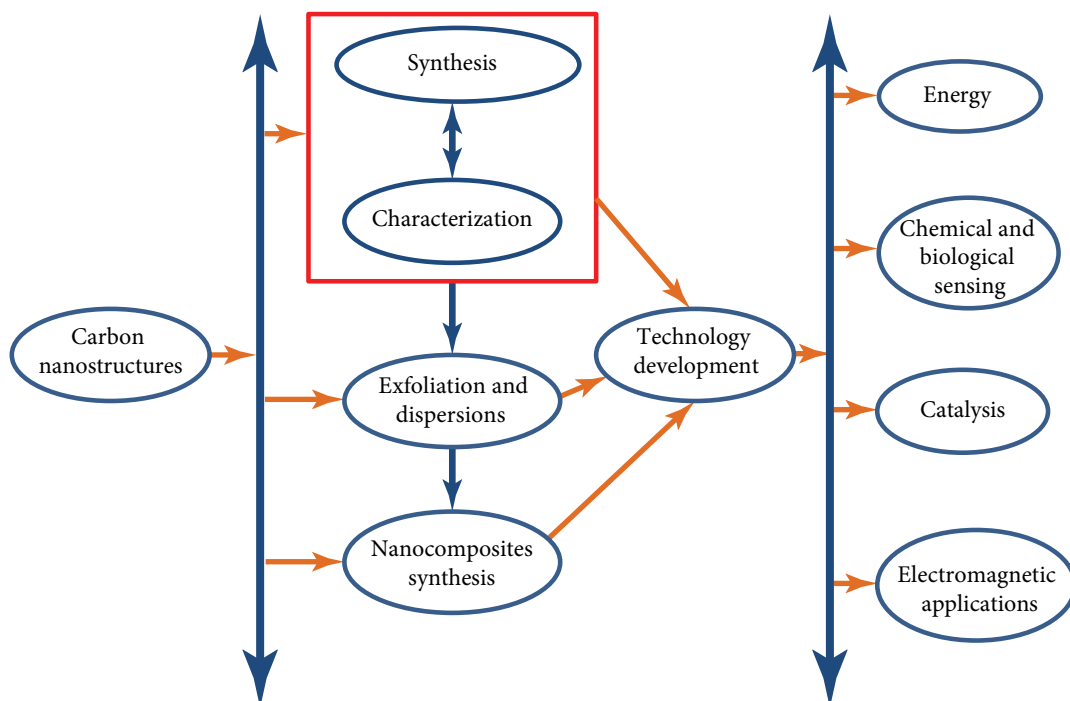 Synthesis
Characterization
Carbon
nanostructures
Exfoliation and
dispersions
Nanocomposites
synthesis
Technology
development
Energy
Chemical and
biological
sensing
Catalysis
Electromagnetic
applications